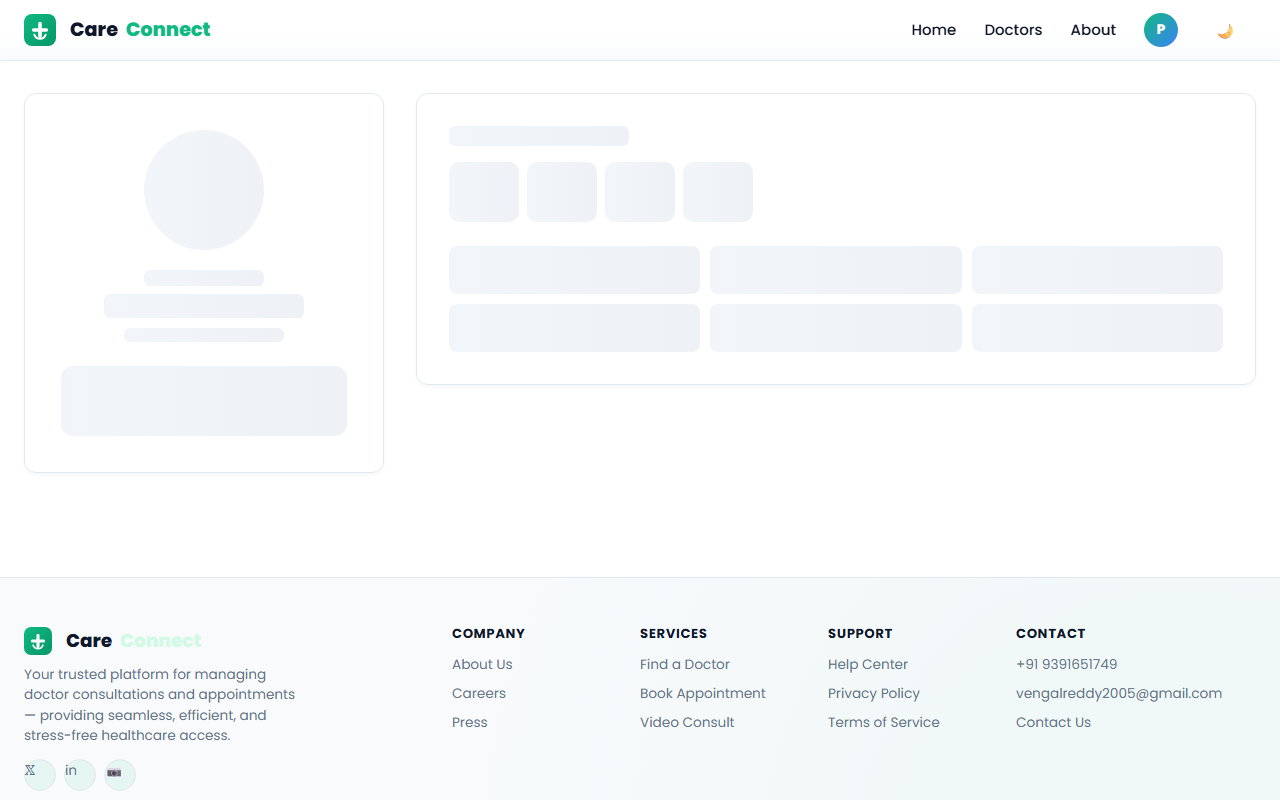 Care Connect
Home
Doctors
About
P
Care Connect
Your trusted platform for managing
doctor consultations and appointments
— providing seamless, efficient, and
stress-free healthcare access.
𝕏
in
COMPANY
About Us
Careers
Press
SERVICES
Find a Doctor
Book Appointment
Video Consult
SUPPORT
Help Center
Privacy Policy
Terms of Service
CONTACT
+91 9391651749
vengalreddy2005@gmail.com
Contact Us